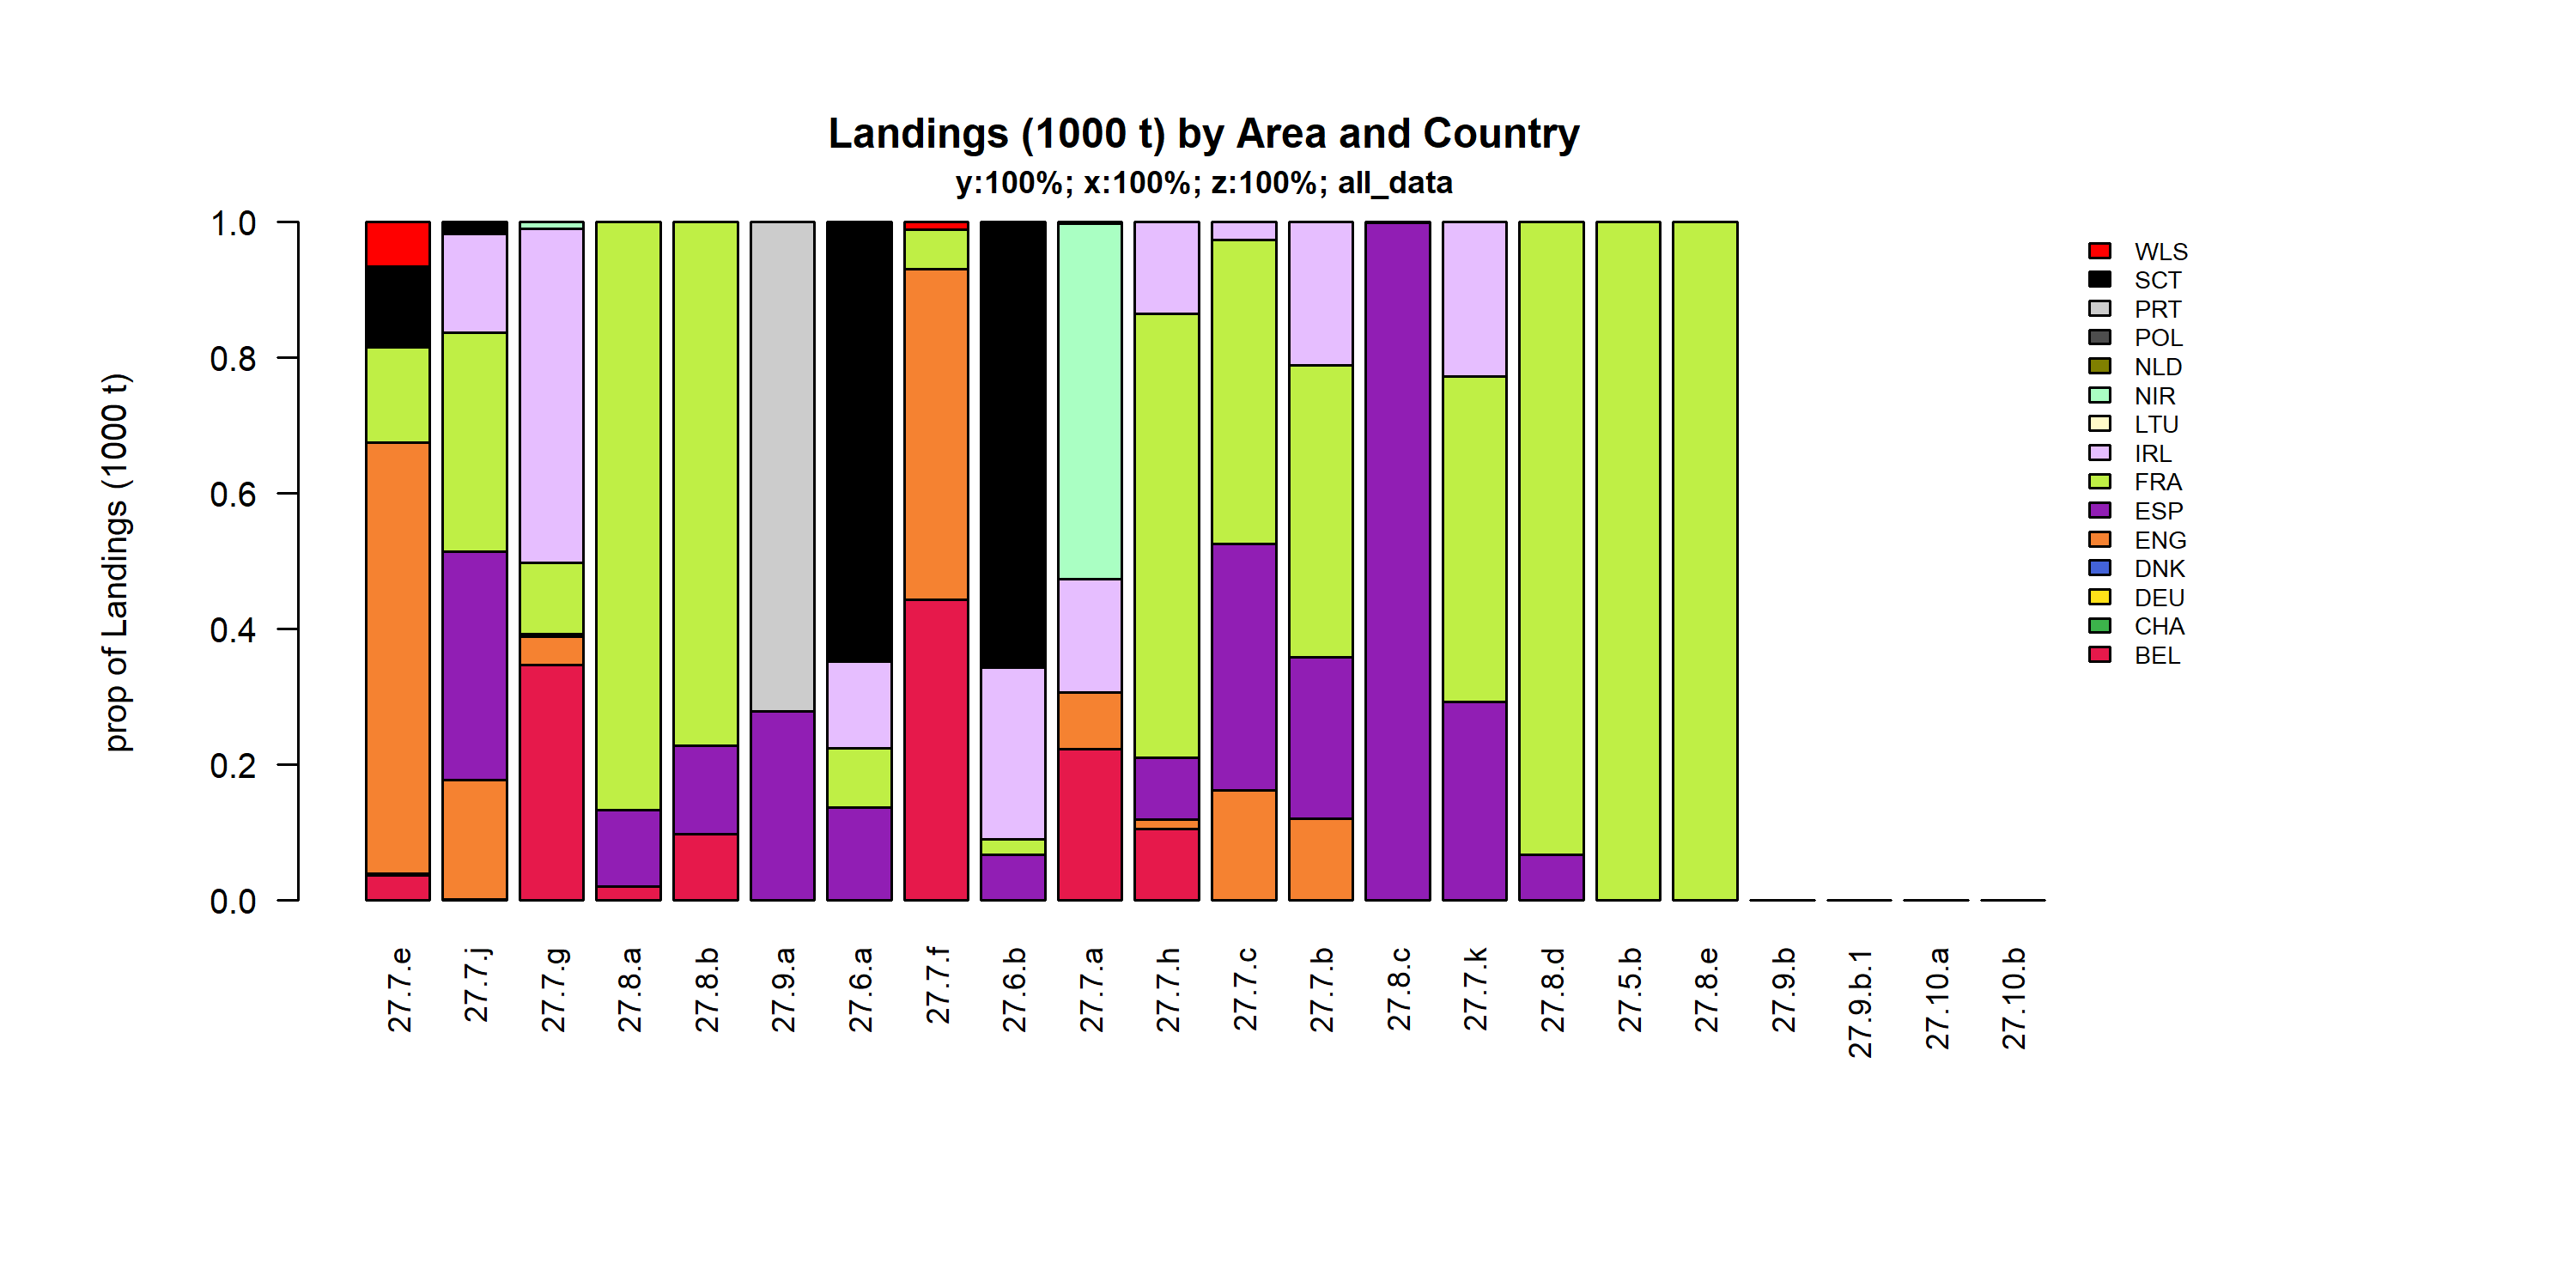 Landings (1000 t) by Area and Country
y:100%; x:100%; z:100%; all_data
prop of Landings (1000 t)
1.0
0.8
0.6
0.4
0.2
0.0
27.7.e
27.7.j
27.7.g
27.8.a
27.8.b
27.9.a
27.6.a
27.7.f
27.6.b
27.7.a
27.7.h
27.7.c
27.7.b
27.8.c
27.7.k
27.8.d
27.5.b
27.8.e
27.9.b
27.9.b.1
27.10.a
27.10.b
WLS
SCT
PRT
POL
NLD
NIR
LTU
IRL
FRA
ESP
ENG
DNK
DEU
CHA
BEL